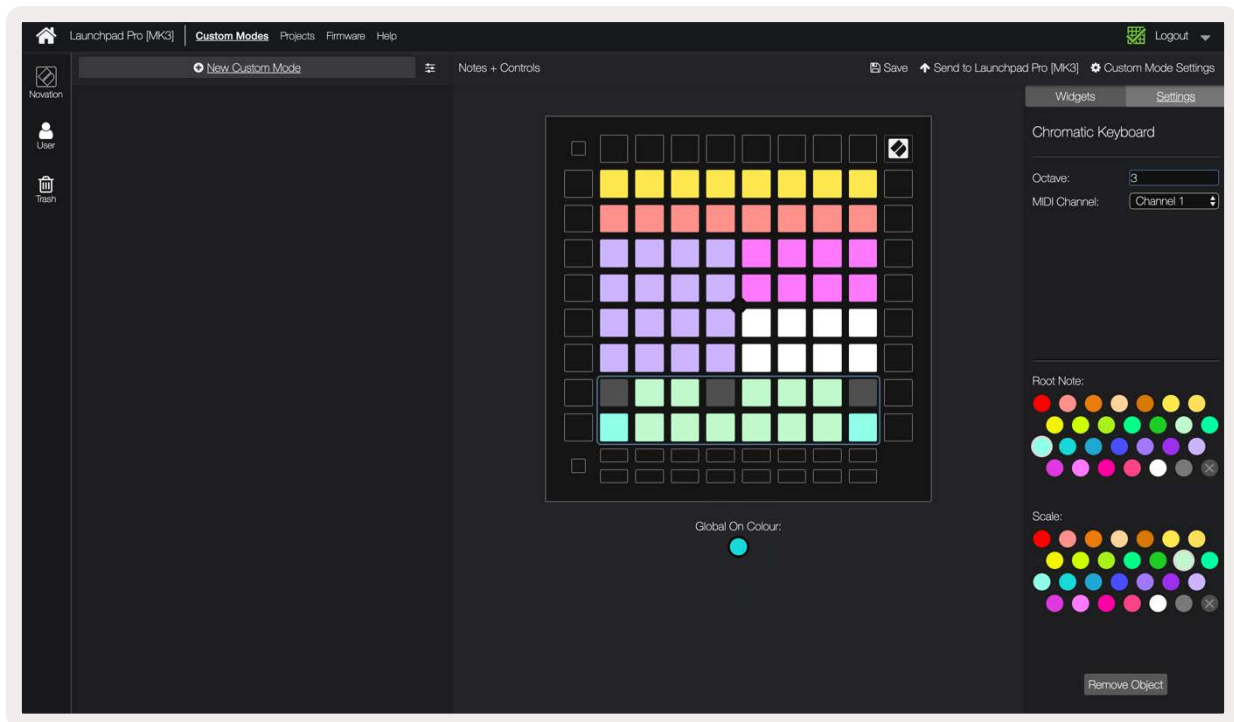 Launchpad Pro [MK3] Custom Modes Projects Firmware Help Logout
New Custom Mode Notes + Controls Save Send to Launchpad Pro [MK3] Custom Mode Settings
Novation
User
Trash
Widgets Settings
Chromatic Keyboard
Octave: 3
MIDI Channel: Channel 1
Root Note:
Scale:
Global On Colour:
Remove Object